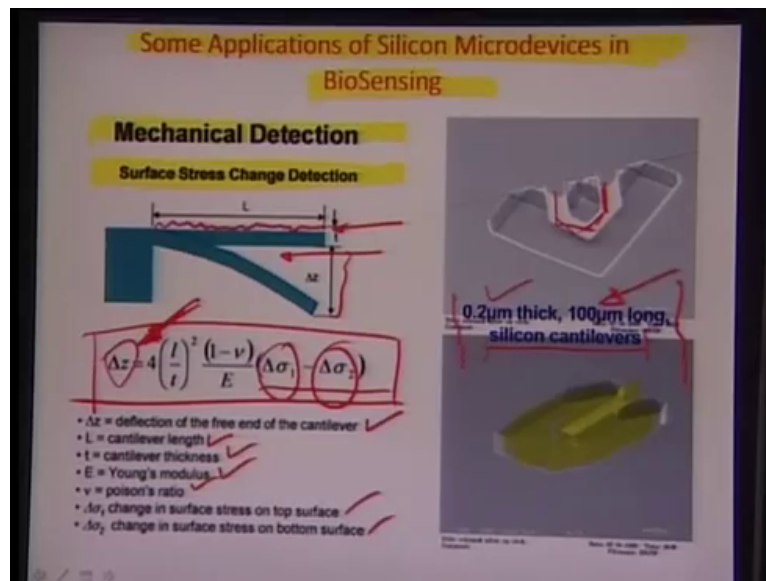 Some Applications of Silicon Microdevices in
BioSensing
Mechanical Detection
Surface Stress Change Detection
L
t
Δz
Δz = 4(l/t)² (1-ν)/E (Δσ₁ - Δσ₂)
• Δz = deflection of the free end of the cantilever
• L = cantilever length
• t = cantilever thickness
• E = Young's modulus
• ν = poison's ratio
• Δσ₁ change in surface stress on top surface
• Δσ₂ change in surface stress on bottom surface
0.2μm thick, 100μm long,
silicon cantilevers